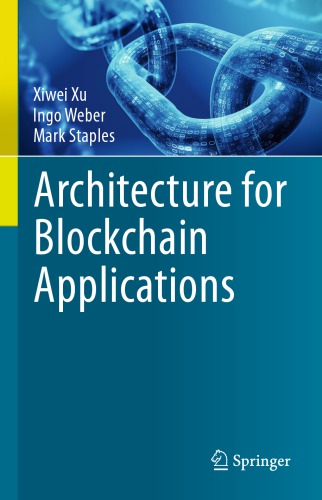 Xiwei Xu
Ingo Weber
Mark Staples
Architecture for
Blockchain
Applications
Springer